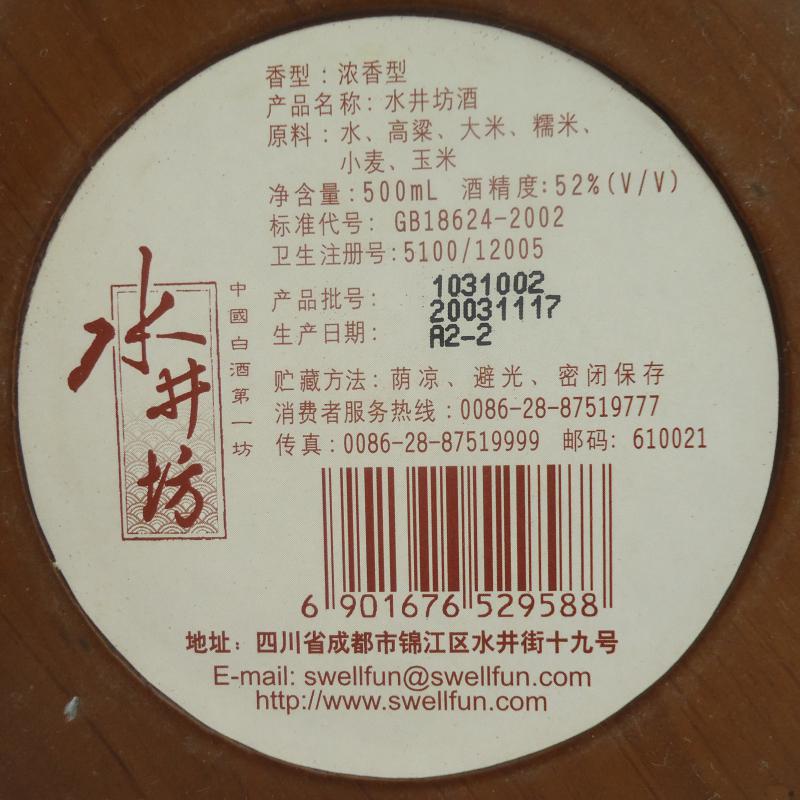 香型：浓香型
产品名称：水井坊酒
原料：水、高粱、大米、糯米、
小麦、玉米
净含量：500mL 酒精度：52%(V/V)
标准代号：GB18624-2002
卫生注册号：5100/12005
产品批号：1031002
20031117
生产日期：A2-2
贮藏方法：荫凉、避光、密闭保存
消费者服务热线：0086-28-87519777
传真：0086-28-87519999 邮码：610021
水井坊
中國白酒第一坊
6 901676 529588
地址：四川省成都市锦江区水井街十九号
E-mail: swellfun@swellfun.com
http://www.swellfun.com